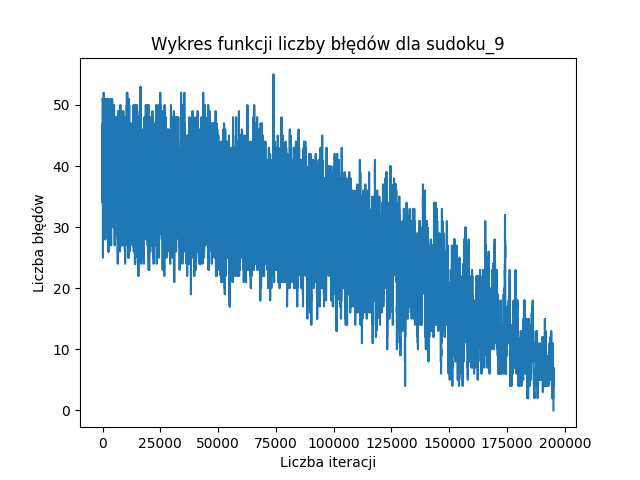 Wykres funkcji liczby błędów dla sudoku_9
Liczba błędów
50
40
30
20
10
0
0 25000 50000 75000 100000 125000 150000 175000 200000
Liczba iteracji